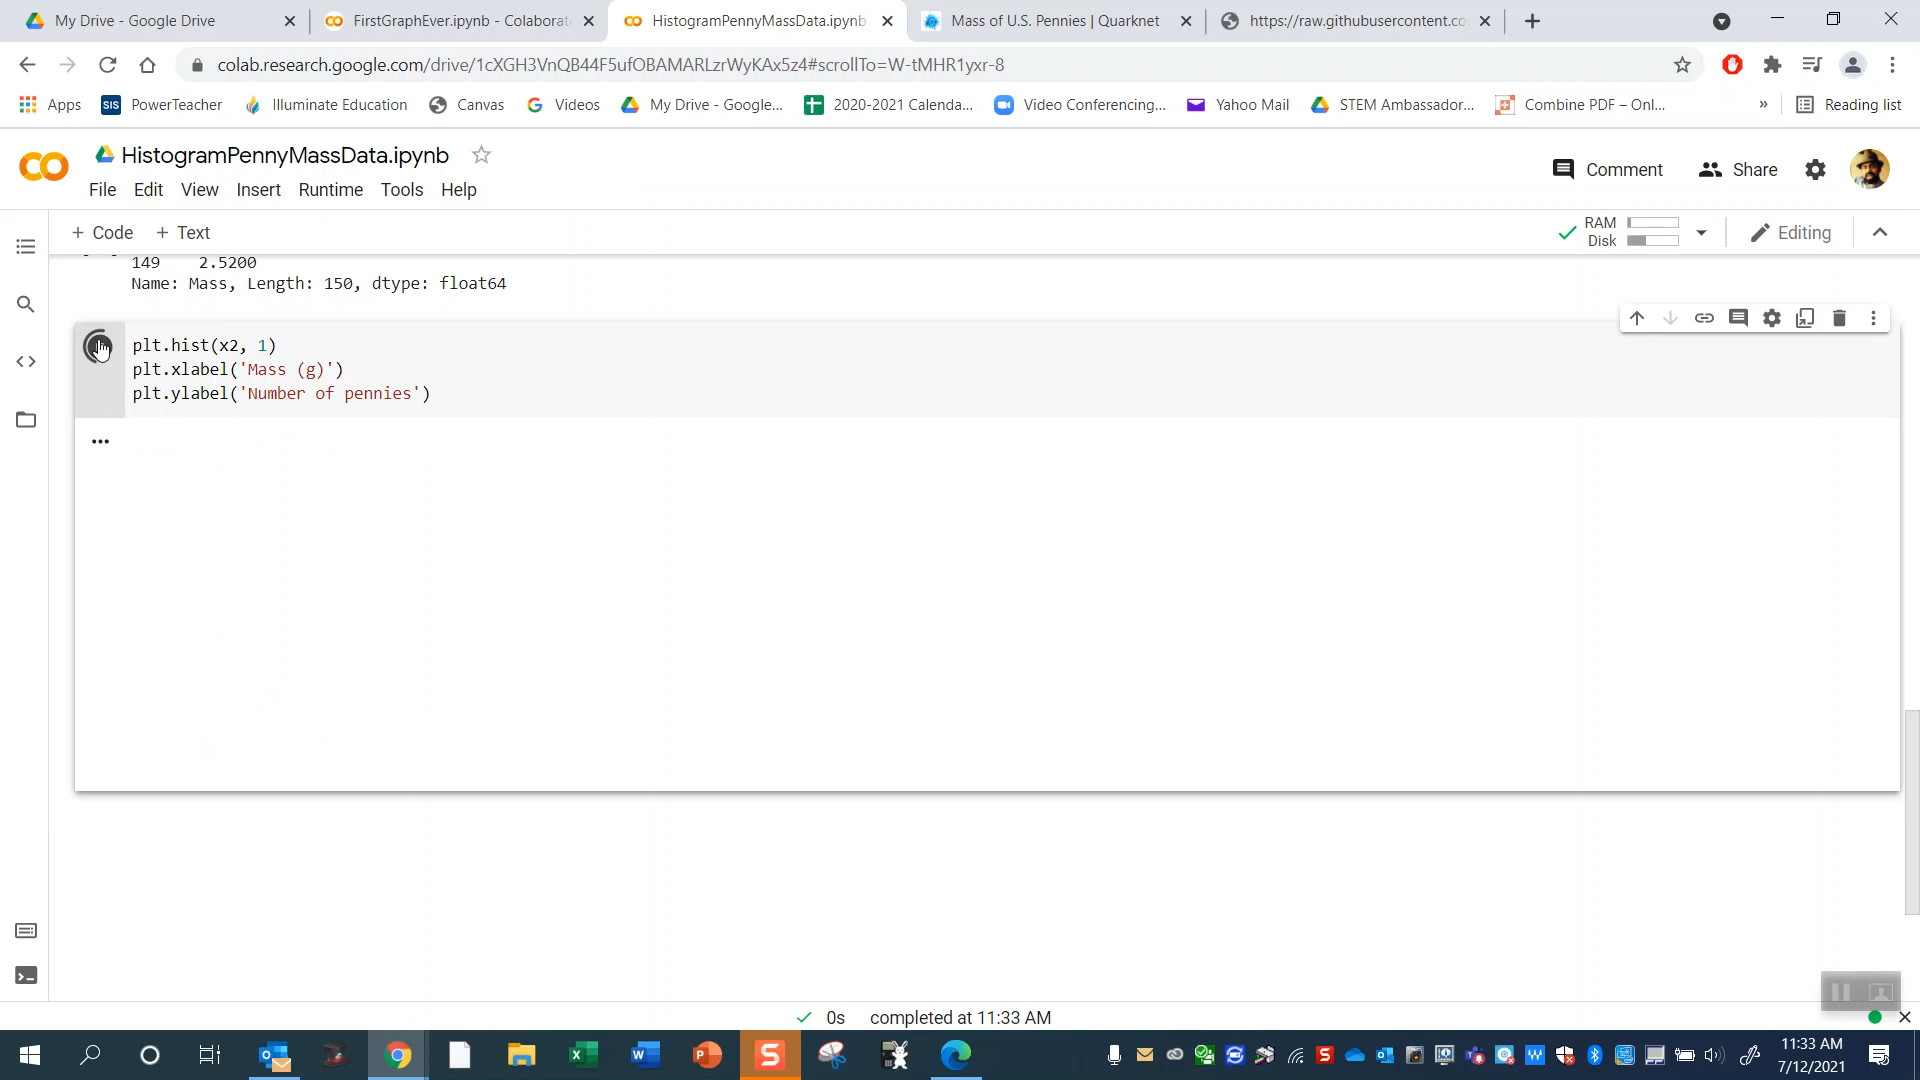 My Drive - Google Drive
FirstGraphEver.ipynb - Colaborat
HistogramPennyMassData.ipynb
Mass of U.S. Pennies | Quarknet
https://raw.githubusercontent.co
colab.research.google.com/drive/1cXGH3VnQB44F5ufOBAMARLzrWyKAx5z4#scrollTo=W-tMHR1yxr-8
Apps
SIS PowerTeacher
Illuminate Education
Canvas
Videos
My Drive - Google...
2020-2021 Calenda...
Video Conferencing...
Yahoo Mail
STEM Ambassador...
Combine PDF – Onl...
»
Reading list
HistogramPennyMassData.ipynb
Comment
Share
File Edit View Insert Runtime Tools Help
+ Code + Text
RAM
Disk
Editing
149 2.5200
Name: Mass, Length: 150, dtype: float64
plt.hist(x2, 1)
plt.xlabel('Mass (g)')
plt.ylabel('Number of pennies')
0s completed at 11:33 AM
11:33 AM
7/12/2021